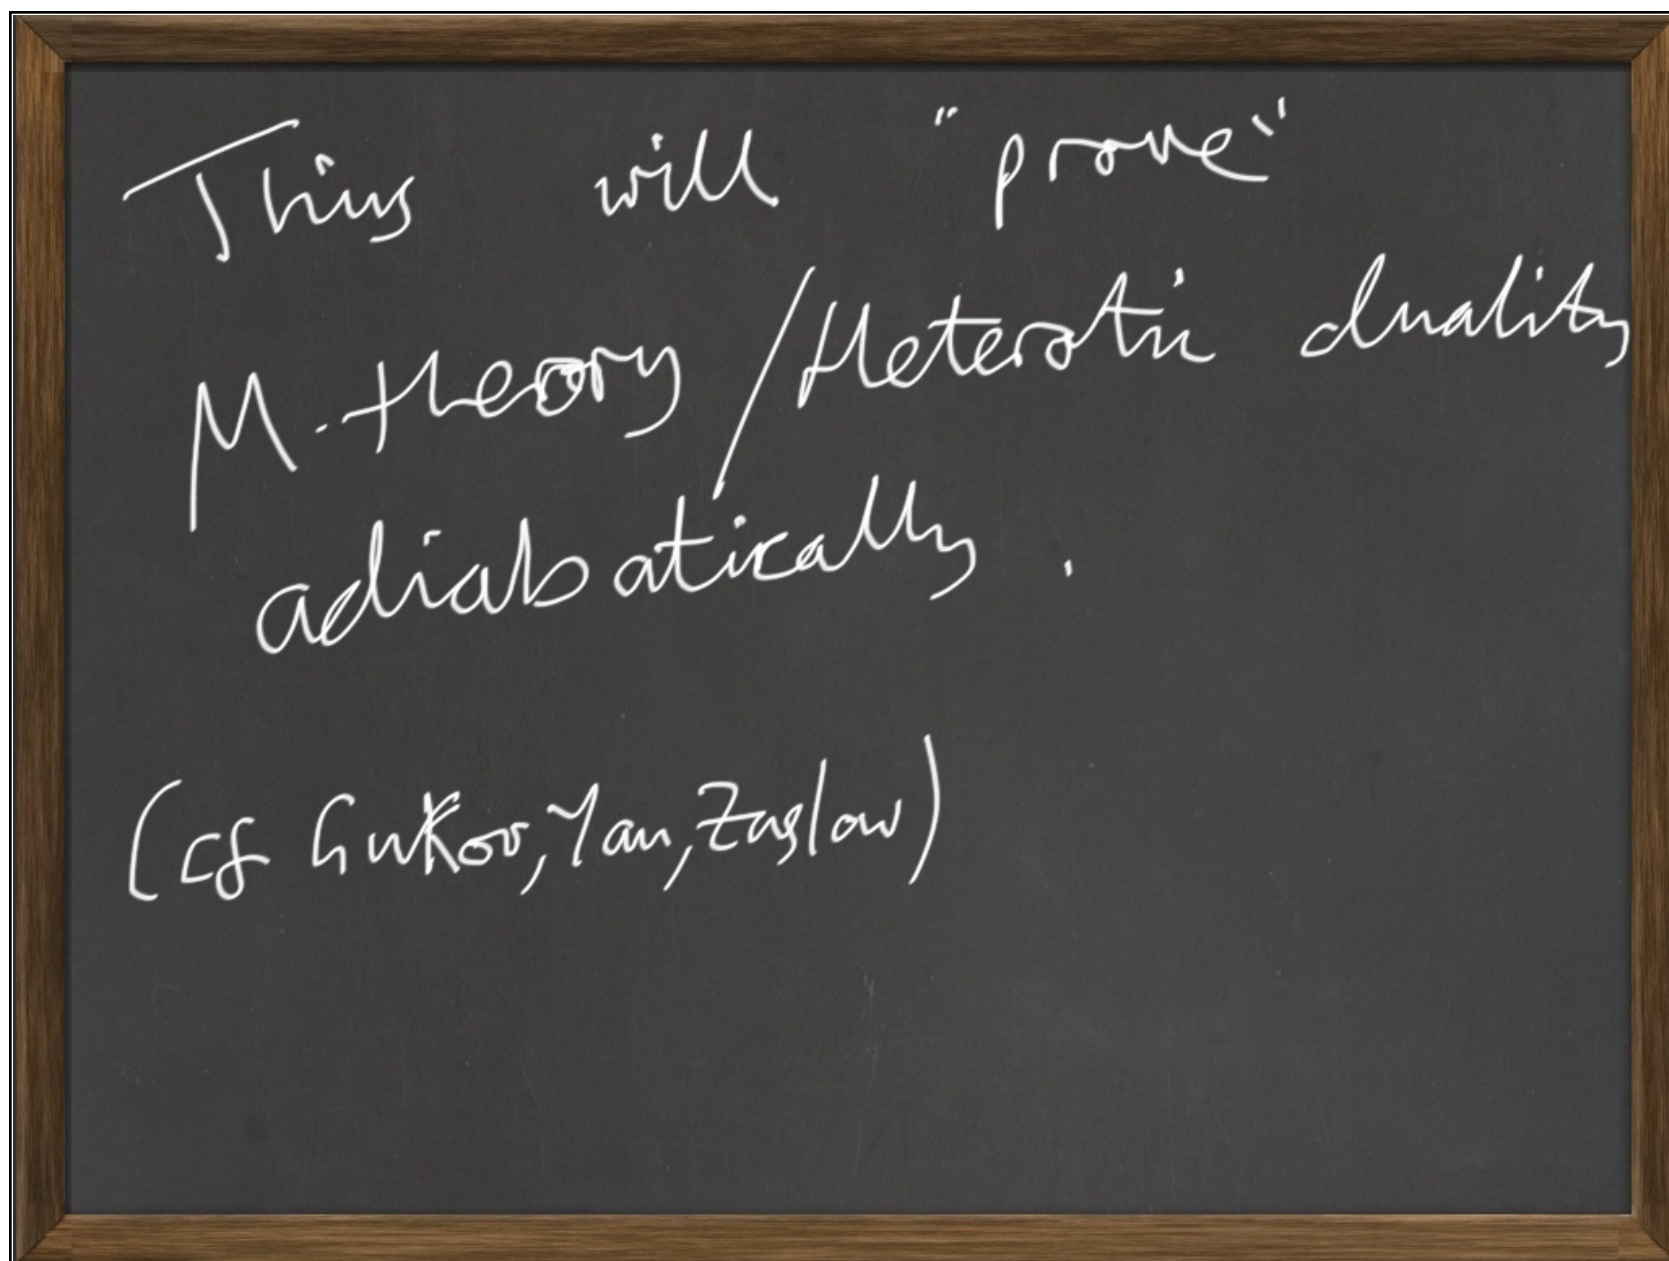 This will "prove"
M-theory / Heterotic duality
adiabatically.
(cf Gukov, Yau, Zaslow)